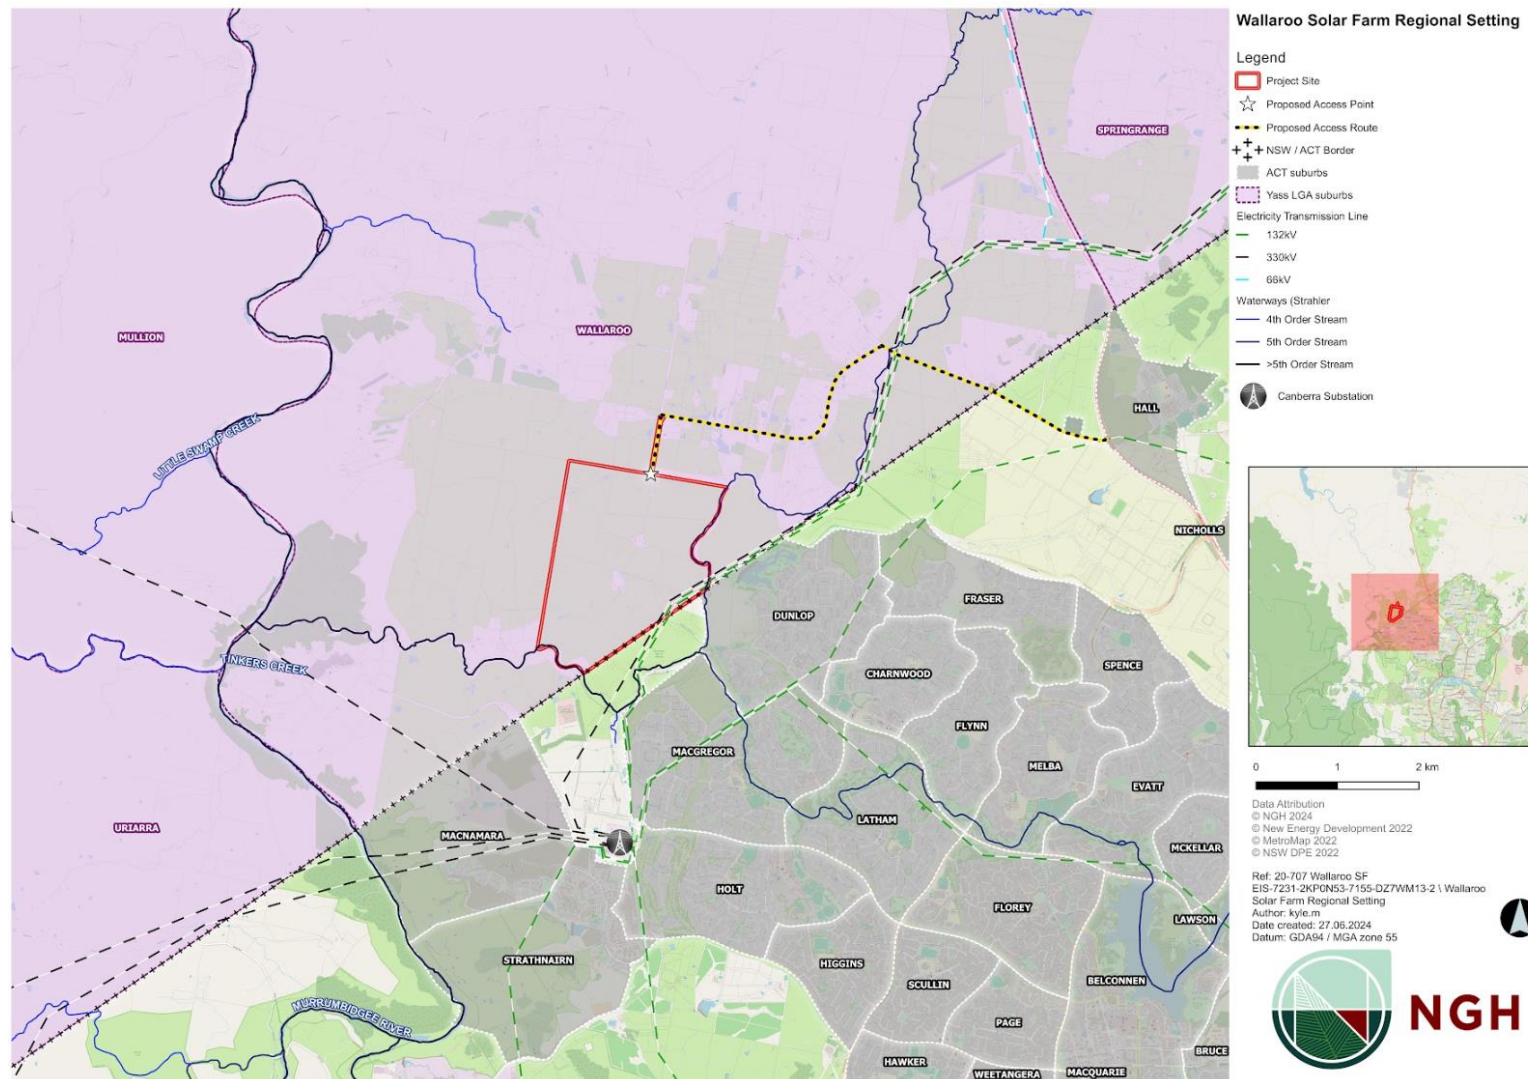 Wallaroo Solar Farm Regional Setting
Legend
Project Site
Proposed Access Point
Proposed Access Route
NSW / ACT Border
ACT suburbs
Yass LGA suburbs
Electricity Transmission Line
132kV
330kV
66kV
Waterways (Strahler
4th Order Stream
5th Order Stream
>5th Order Stream
Canberra Substation
SPRINGRANGE
MULLION
WALLAROO
HALL
LITTLE SWAMP CREEK
NICHOLLS
DUNLOP
FRASER
TINKERS CREEK
CHARNWOOD
SPENCE
FLYNN
MACGREGOR
MELBA
EVATT
URIARRA
MACNAMARA
LATHAM
MCKELLAR
HOLT
FLOREY
LAWSON
STRATHNAIRN
HIGGINS
SCULLIN
BELCONNEN
MURRUMBIDGEE RIVER
PAGE
HAWKER
WEETANGERA
MACQUARIE
BRUCE
0 1 2 km
Data Attribution
© NGH 2024
© New Energy Development 2022
© MetroMap 2022
© NSW DPE 2022
Ref: 20-707 Wallaroo SF
EIS-7231-2KP0N53-7155-DZ7WM13-2 \ Wallaroo
Solar Farm Regional Setting
Author: kyle.m
Date created: 27.06.2024
Datum: GDA94 / MGA zone 55
NGH